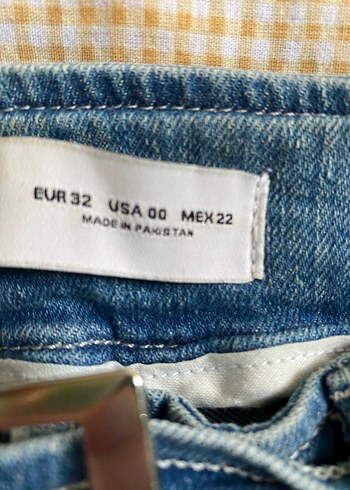 EUR 32 USA 00 MEX 22
MADE IN PAKISTAN